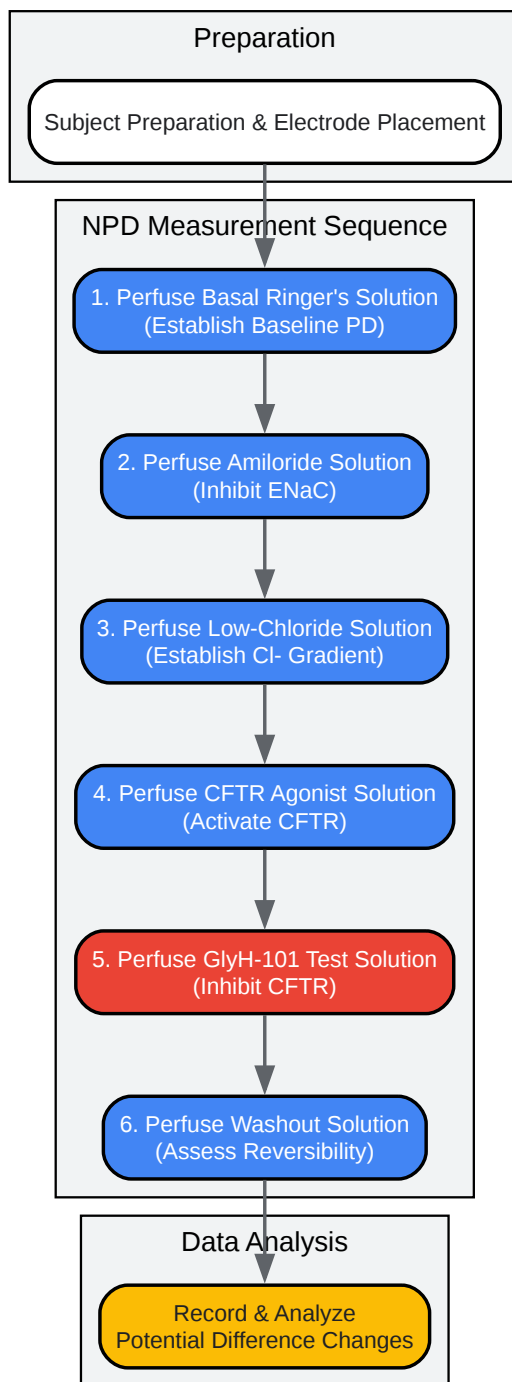 Preparation
Subject Preparation & Electrode Placement
NPD Measurement Sequence
1. Perfuse Basal Ringer's Solution
(Establish Baseline PD)
2. Perfuse Amiloride Solution
(Inhibit ENaC)
3. Perfuse Low-Chloride Solution
(Establish Cl- Gradient)
4. Perfuse CFTR Agonist Solution
(Activate CFTR)
5. Perfuse GlyH-101 Test Solution
(Inhibit CFTR)
6. Perfuse Washout Solution
(Assess Reversibility)
Data Analysis
Record & Analyze
Potential Difference Changes